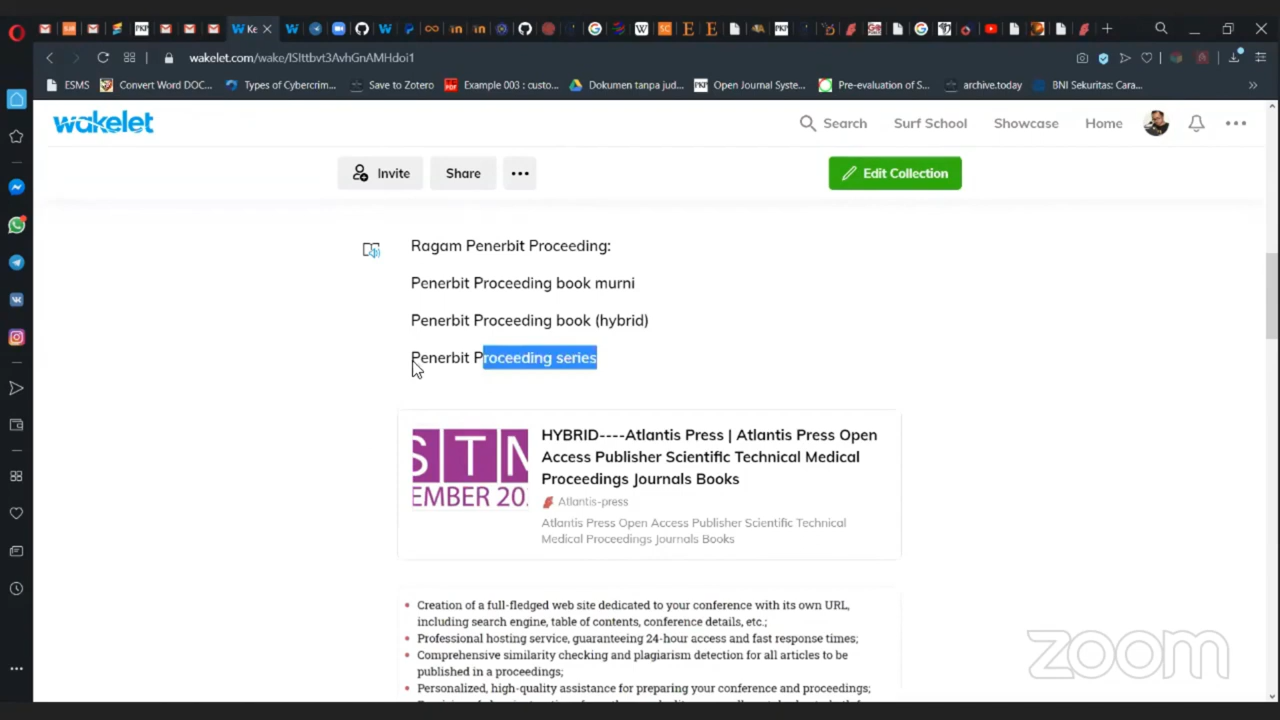 Ke
wakelet.com/wake/ISIttbvt3AvhGnAMHdoi1
ESMS
Convert Word DOC...
Types of Cybercrim...
Save to Zotero
Example 003 : custo...
Dokumen tanpa jud...
Open Journal Syste...
Pre-evaluation of S...
archive.today
BNI Sekuritas: Cara...
wakelet
Search
Surf School
Showcase
Home
Invite
Share
Edit Collection
Ragam Penerbit Proceeding:
Penerbit Proceeding book murni
Penerbit Proceeding book (hybrid)
Penerbit Proceeding series
STN
EMBER 20.
HYBRID----Atlantis Press | Atlantis Press Open
Access Publisher Scientific Technical Medical
Proceedings Journals Books
Atlantis-press
Atlantis Press Open Access Publisher Scientific Technical
Medical Proceedings Journals Books
Creation of a full-fledged web site dedicated to your conference with its own URL,
including search engine, table of contents, conference details, etc.;
Professional hosting service, guaranteeing 24-hour access and fast response times;
Comprehensive similarity checking and plagiarism detection for all articles to be
published in a proceedings;
Personalized, high-quality assistance for preparing your conference and proceedings;
zoom